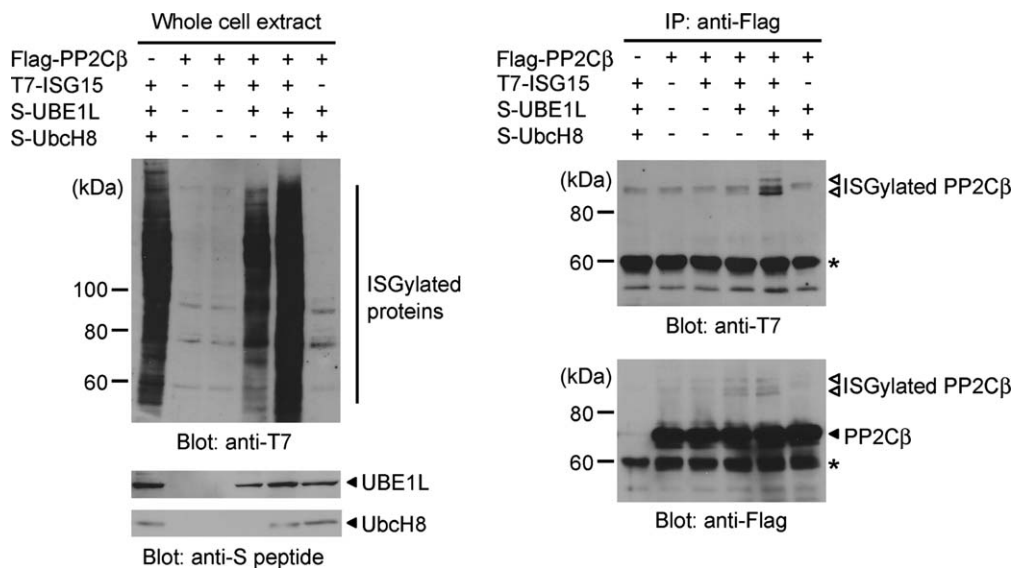 Whole cell extract
Flag-PP2Cβ - + + + + +
T7-ISG15 + - + + + -
S-UBE1L + - - + + +
S-UbcH8 + - - - + +
(kDa)
100
80
60
ISGylated
proteins
Blot: anti-T7
UBE1L
UbcH8
Blot: anti-S peptide
IP: anti-Flag
Flag-PP2Cβ - + + + + +
T7-ISG15 + - + + + -
S-UBE1L + - - + + +
S-UbcH8 + - - - + +
(kDa)
80
60
ISGylated PP2Cβ
*
Blot: anti-T7
(kDa)
80
60
ISGylated PP2Cβ
PP2Cβ
*
Blot: anti-Flag